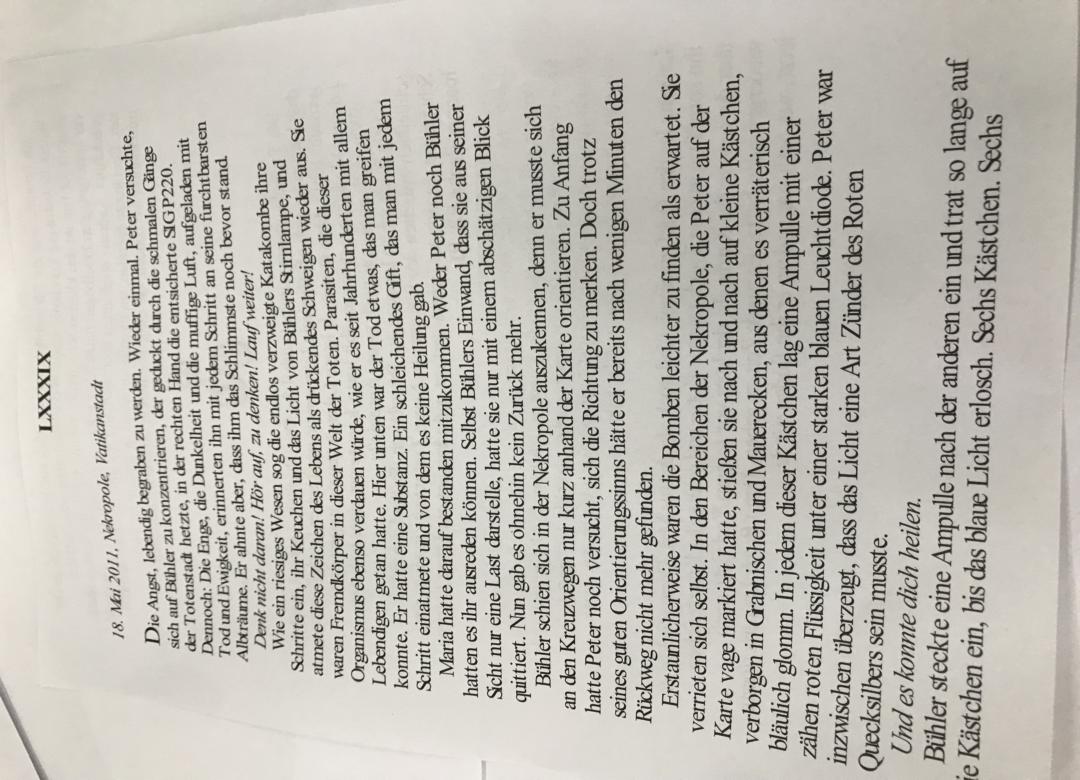 LXXXIX
18. Mai 2011, Nekropole, Vatikanstadt
Die Angst, lebendig begraben zu werden. Wieder einmal. Peter versuchte,
sich auf Bühler zu konzentrieren, der geduckt durch die schmalen Gänge
der Totenstadt hetzte, in der rechten Hand die entsicherte SIGP220.
Dennoch: Die Enge, die Dunkelheit und die muffige Luft, aufgeladen mit
Tod und Ewigkeit, erinnerten ihn mit jedem Schritt an seine furchtbarsten
Albträume. Er ahnte aber, dass ihm das Schlimmste noch bevor stand.
Denk nicht daran! Hör auf, zu denken! Lauf weiter!
Wie ein riesiges Wesen sog die endlos verzweigte Katakombe ihre
Schritte ein, ihr Keuchen und das Licht von Bühlers Stirnlampe, und
atmete diese Zeichen des Lebens als drückendes Schweigen wieder aus. Sie
waren Fremdkörper in dieser Welt der Toten. Parasiten, die dieser
Organismus ebenso verdauen würde, wie er es seit Jahrhunderten mit allem
Lebendigen getan hatte. Hier unten war der Tod etwas, das man greifen
konnte. Er hatte eine Substanz. Ein schleichendes Gift, das man mit jedem
Schritt einatmete und von dem es keine Heilung gab.
Maria hatte darauf bestanden mitzukommen. Weder Peter noch Bühler
hatten es ihr ausreden können. Selbst Bühlers Einwand, dass sie aus seiner
Sicht nur eine Last darstelle, hatte sie nur mit einem abschätzigen Blick
quittiert. Nun gab es ohnehin kein Zurück mehr.
Bühler schien sich in der Nekropole auszukennen, denn er musste sich
an den Kreuzwegen nur kurz anhand der Karte orientieren. Zu Anfang
hatte Peter noch versucht, sich die Richtung zu merken. Doch trotz
seines guten Orientierungssinns hätte er bereits nach wenigen Minuten den
Rückweg nicht mehr gefunden.
Erstaunlicherweise waren die Bomben leichter zu finden als erwartet. Sie
verrieten sich selbst. In den Bereichen der Nekropole, die Peter auf der
Karte vage markiert hatte, stießen sie nach und nach auf kleine Kästchen,
verborgen in Grabnischen und Mauerecken, aus denen es verräterisch
bläulich glomm. In jedem dieser Kästchen lag eine Ampulle mit einer
zähen roten Flüssigkeit unter einer starken blauen Leuchtdiode. Peter war
inzwischen überzeugt, dass das Licht eine Art Zünder des Roten
Quecksilbers sein musste.
Und es konnte dich heilen.
Bühler steckte eine Ampulle nach der anderen ein und trat so lange auf
ie Kästchen ein, bis das blaue Licht erlosch. Sechs Kästchen. Sechs